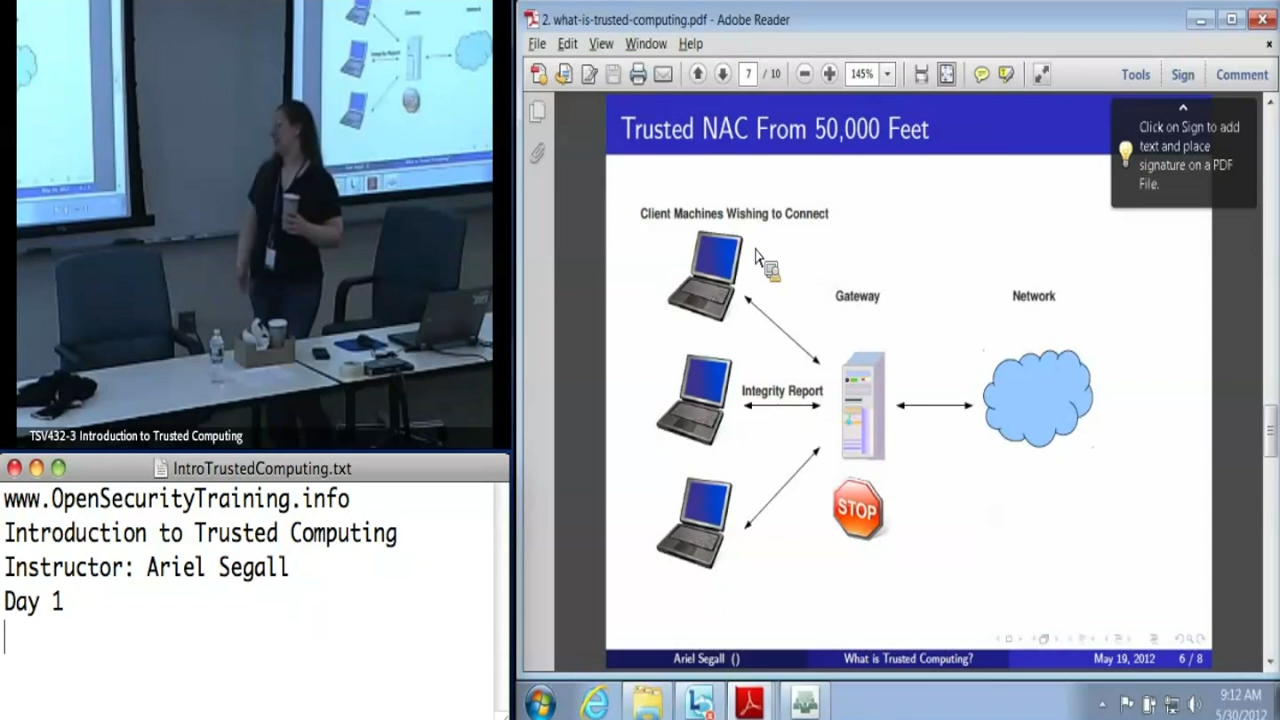 Integrity Report
TSV432-3 Introduction to Trusted Computing
IntroTrustedComputing.txt
www.OpenSecurityTraining.info
Introduction to Trusted Computing
Instructor: Ariel Segall
Day 1
2. what-is-trusted-computing.pdf - Adobe Reader
File Edit View Window Help
7 / 10 145% Tools Sign Comment
Trusted NAC From 50,000 Feet
Click on Sign to add
text and place
signature on a PDF
File.
Client Machines Wishing to Connect
Gateway
Network
Integrity Report
STOP
Ariel Segall () What is Trusted Computing? May 19, 2012 6 / 8
9:12 AM
5/30/2012